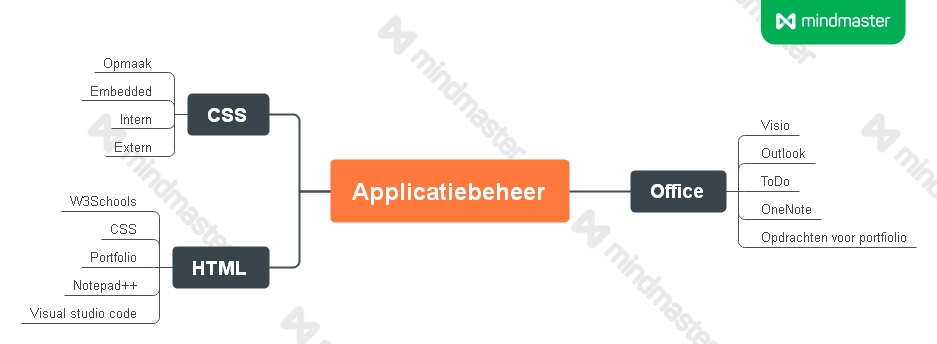 mindmaster
Opmaak
Embedded
Intern
Extern
CSS
W3Schools
CSS
Portfolio
Notepad++
Visual studio code
HTML
Applicatiebeheer
Office
Visio
Outlook
ToDo
OneNote
Opdrachten voor portfiolio
mindmaster
mindmaster
mindmaster
mindmaster